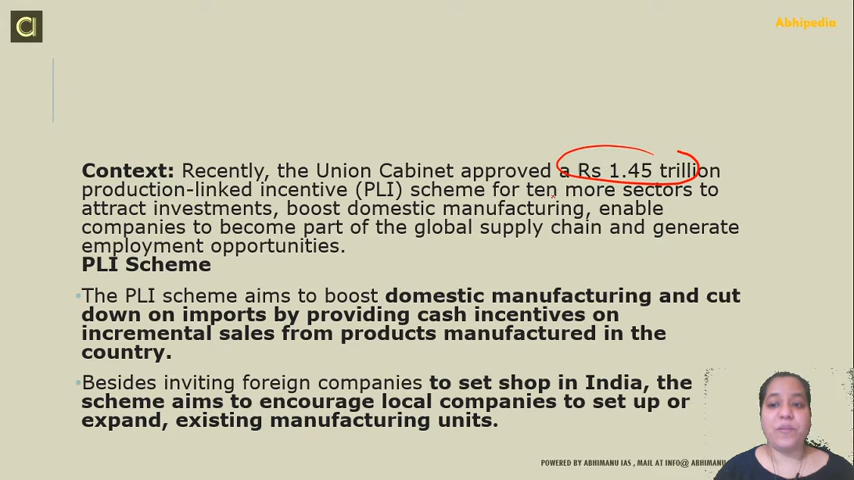 Abhipedia
Context: Recently, the Union Cabinet approved a Rs 1.45 trillion
production-linked incentive (PLI) scheme for ten more sectors to
attract investments, boost domestic manufacturing, enable
companies to become part of the global supply chain and generate
employment opportunities.
PLI Scheme
•The PLI scheme aims to boost domestic manufacturing and cut
down on imports by providing cash incentives on
incremental sales from products manufactured in the
country.
•Besides inviting foreign companies to set shop in India, the
scheme aims to encourage local companies to set up or
expand, existing manufacturing units.
POWERED BY ABHIMANU IAS , MAIL AT INFO@ ABHIMANU